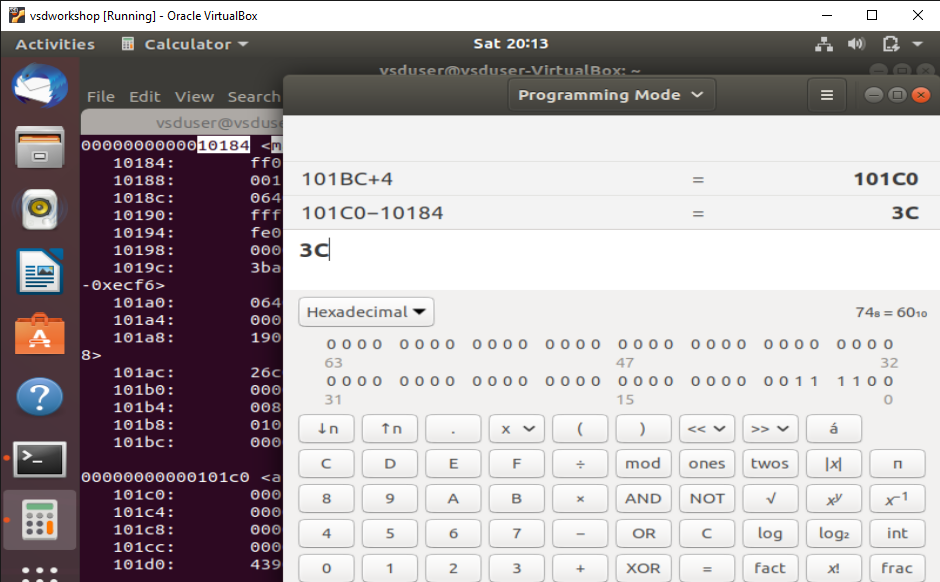 vsdworkshop [Running] - Oracle VirtualBox
Activities Calculator Sat 20:13
vsduser@vsduser-VirtualBox: ~
File Edit View Search
Programming Mode
vsduser@vsduse
0000000000010184 <m
10184: ff0
10188: 001
1018c: 064
10190: fff
10194: fe0
10198: 000
1019c: 3ba
-0xecf6>
101a0: 064
101a4: 000
101a8: 190
8>
101ac: 26c
101b0: 000
101b4: 008
101b8: 010
101bc: 000
00000000000101c0 <a
101c0: 000
101c4: 000
101c8: 000
101cc: 000
101d0: 439
101BC+4 = 101C0
101C0−10184 = 3C
3C
Hexadecimal 74₈ = 60₁₀
0000 0000 0000 0000 0000 0000 0000 0000
63 47 32
0000 0000 0000 0000 0000 0000 0011 1100
31 15 0
↓n ↑n . x ( ) << >> á
C D E F ÷ mod ones twos |x| π
8 9 A B × AND NOT √ xʸ x⁻¹
4 5 6 7 − OR C log log₂ int
0 1 2 3 + XOR = fact x! frac